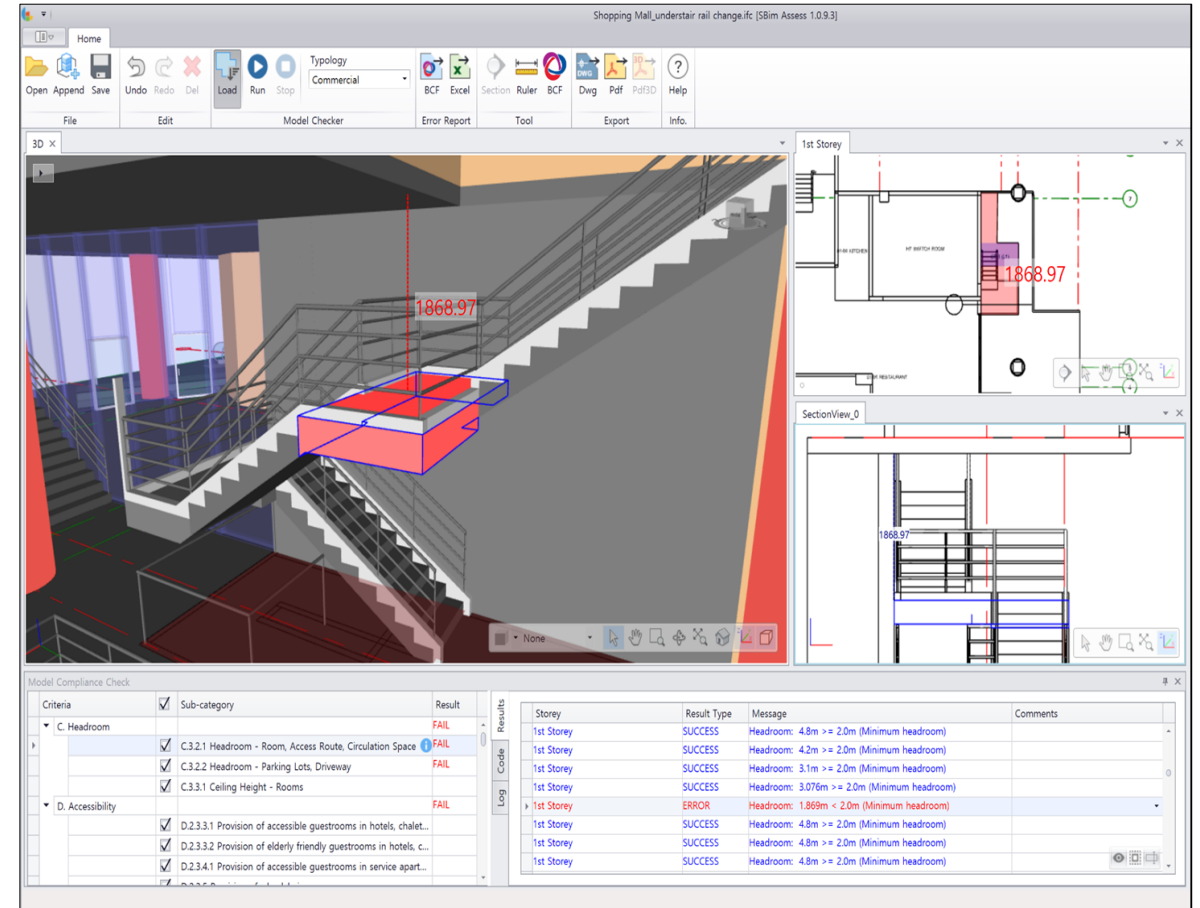 Shopping Mall_understair rail change.ifc [SBim Assess 1.0.9.3]
Home
Typology
Commercial
Open Append Save Undo Redo Del Load Run Stop BCF Excel Section Ruler BCF Dwg Pdf Pdf3D Help
File Edit Model Checker Error Report Tool Export Info.
3D
1868.97
None
1st Storey
HT SWITCH ROOM
1868.97
SectionView_0
1868.97
Model Compliance Check
Criteria Sub-category Result
C. Headroom FAIL
C.3.2.1 Headroom - Room, Access Route, Circulation Space FAIL
C.3.2.2 Headroom - Parking Lots, Driveway FAIL
C.3.3.1 Ceiling Height - Rooms
D. Accessibility FAIL
D.2.3.3.1 Provision of accessible guestrooms in hotels, chalet...
D.2.3.3.2 Provision of elderly friendly guestrooms in hotels, c...
D.2.3.4.1 Provision of accessible guestrooms in service apart...
Results
Code
Log
Storey Result Type Message Comments
1st Storey SUCCESS Headroom: 4.8m >= 2.0m (Minimum headroom)
1st Storey SUCCESS Headroom: 4.2m >= 2.0m (Minimum headroom)
1st Storey SUCCESS Headroom: 3.1m >= 2.0m (Minimum headroom)
1st Storey SUCCESS Headroom: 3.076m >= 2.0m (Minimum headroom)
1st Storey ERROR Headroom: 1.869m < 2.0m (Minimum headroom)
1st Storey SUCCESS Headroom: 4.8m >= 2.0m (Minimum headroom)
1st Storey SUCCESS Headroom: 4.8m >= 2.0m (Minimum headroom)
1st Storey SUCCESS Headroom: 4.8m >= 2.0m (Minimum headroom)